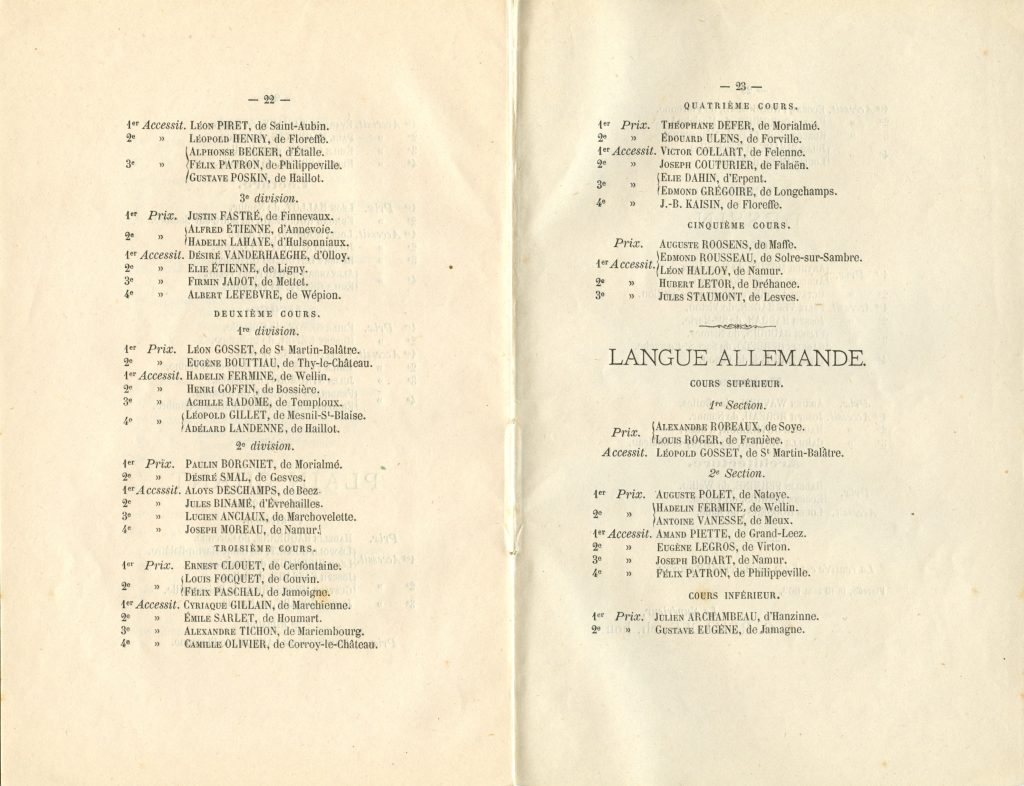 — 22 —
1er Accessit. LÉON PIRET, de Saint-Aubin.
2e » LÉOPOLD HENRY, de Floreffe.
ALPHONSE BECKER, d'Étalle.
3e » FÉLIX PATRON, de Philippeville.
GUSTAVE POSKIN, de Haillot.
3e division.
1er Prix. JUSTIN FASTRÉ, de Finnevaux.
2e » ALFRED ÉTIENNE, d'Annevoie.
HADELIN LAHAYE, d'Hulsonniaux.
1er Accessit. DÉSIRÉ VANDERHAEGHE, d'Olloy.
2e » ELIE ÉTIENNE, de Ligny.
3e » FIRMIN JADOT, de Mettet.
4e » ALBERT LEFEBVRE, de Wépion.
DEUXIÈME COURS.
1re division.
1er Prix. LÉON GOSSET, de St Martin-Balâtre.
2e » EUGÈNE BOUTTIAU, de Thy-le-Château.
1er Accessit. HADELIN FERMINE, de Wellin.
2e » HENRI GOFFIN, de Bossière.
3e » ACHILLE RADOME, de Temploux.
4e » LÉOPOLD GILLET, de Mesnil-St-Blaise.
ADÉLARD LANDENNE, de Haillot.
2e division.
1er Prix. PAULIN BORGNIET, de Morialmé.
2e » DÉSIRÉ SMAL, de Gesves.
1er Accsssit. ALOYS DESCHAMPS, de Beez.
2e » JULES BINAMÉ, d'Évrehailles.
3e » LUCIEN ANCIAUX, de Marchovelette.
4e » JOSEPH MOREAU, de Namur.
TROISIÈME COURS.
1er Prix. ERNEST CLOUET, de Cerfontaine.
2e » LOUIS FOCQUET, de Couvin.
FÉLIX PASCHAL, de Jamoigne.
1er Accessit. CYRIAQUE GILLAIN, de Marchienne.
2e » ÉMILE SARLET, de Houmart.
3e » ALEXANDRE TICHON, de Mariembourg.
4e » CAMILLE OLIVIER, de Corroy-le-Château.
— 23 —
QUATRIÈME COURS.
1er Prix. THÉOPHANE DEFER, de Morialmé.
2e » ÉDOUARD ULENS, de Forville.
1er Accessit. VICTOR COLLART, de Felenne.
2e » JOSEPH COUTURIER, de Falaën.
3e » ELIE DAHIN, d'Erpent.
EDMOND GRÉGOIRE, de Longchamps.
4e » J.-B. KAISIN, de Floreffe.
CINQUIÈME COURS.
Prix. AUGUSTE ROOSENS, de Maffe.
1er Accessit. EDMOND ROUSSEAU, de Solre-sur-Sambre.
LÉON HALLOY, de Namur.
2e » HUBERT LETOR, de Dréhance.
3e » JULES STAUMONT, de Lesves.
LANGUE ALLEMANDE.
COURS SUPÉRIEUR.
1re Section.
Prix. ALEXANDRE ROBEAUX, de Soye.
LOUIS ROGER, de Franière.
Accessit. LÉOPOLD GOSSET, de St Martin-Balâtre.
2e Section.
1er Prix. AUGUSTE POLET, de Natoye.
2e » HADELIN FERMINE, de Wellin.
ANTOINE VANESSE, de Meux.
1er Accessit. AMAND PIETTE, de Grand-Leez.
2e » EUGÈNE LEGROS, de Virton.
3e » JOSEPH BODART, de Namur.
4e » FÉLIX PATRON, de Philippeville.
COURS INFÉRIEUR.
1er Prix. JULIEN ARCHAMBEAU, d'Hanzinne.
2e » GUSTAVE EUGÈNE, de Jamagne.